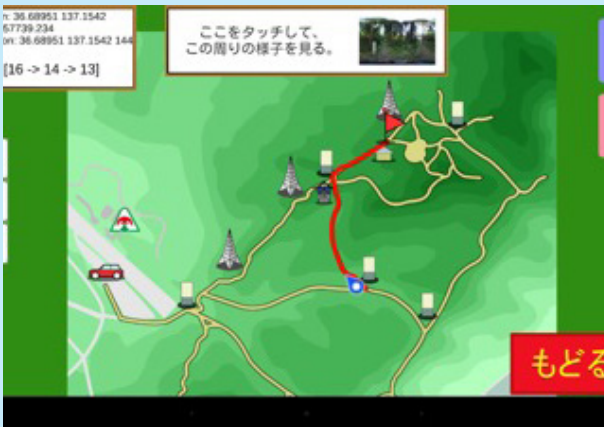 n: 36.68951 137.1542
57739.234
on: 36.68951 137.1542 144
[16 -> 14 -> 13]
ここをタッチして、
この周りの様子を見る。
もどる